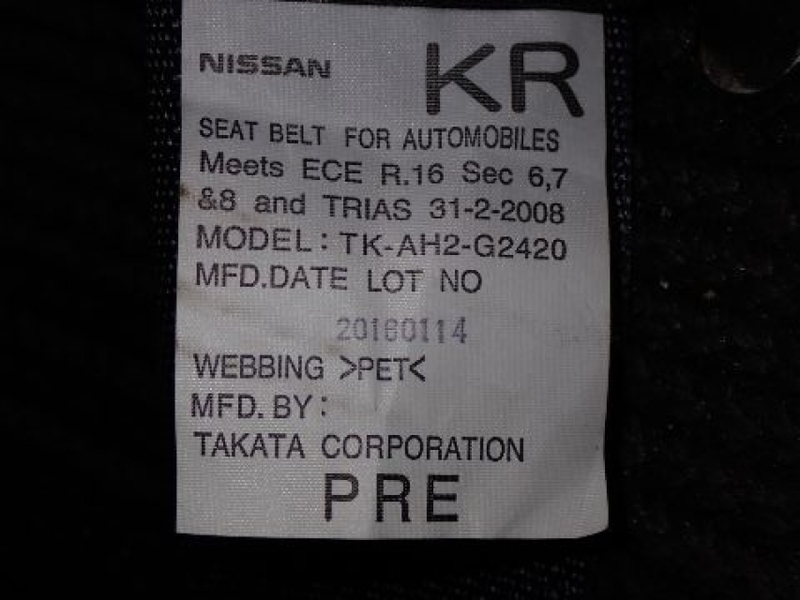 NISSAN KR
SEAT BELT FOR AUTOMOBILES
Meets ECE R.16 Sec 6,7
&8 and TRIAS 31-2-2008
MODEL: TK-AH2-G2420
MFD.DATE LOT NO
20160114
WEBBING >PET<
MFD. BY:
TAKATA CORPORATION
PRE